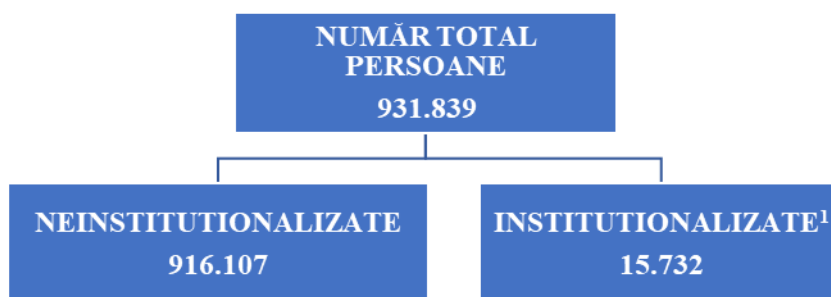 NUMĂR TOTAL
PERSOANE
931.839
NEINSTITUTIONALIZATE
916.107
INSTITUTIONALIZATE¹
15.732